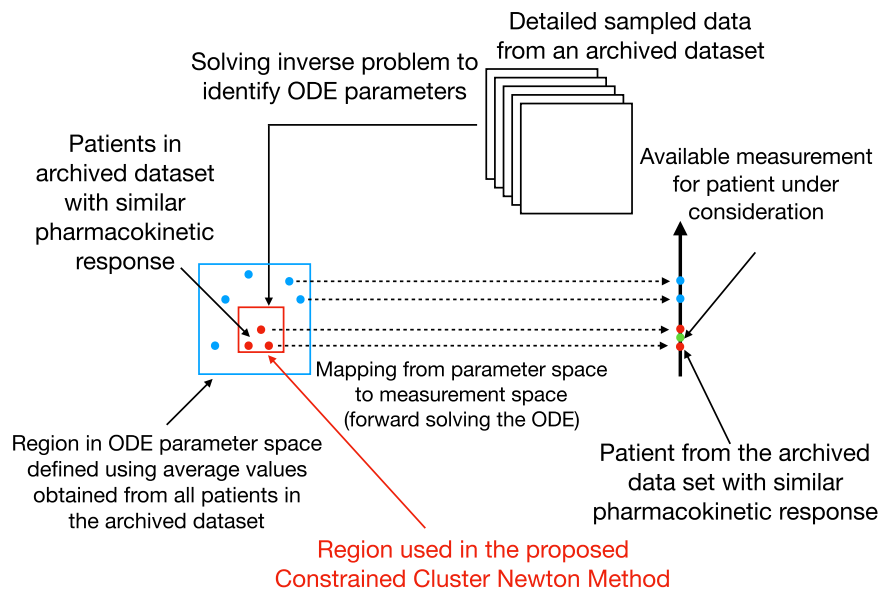 Detailed sampled data
from an archived dataset
Solving inverse problem to
identify ODE parameters
Patients in
archived dataset
with similar
pharmacokinetic
response
Available measurement
for patient under
consideration
Mapping from parameter space
to measurement space
(forward solving the ODE)
Region in ODE parameter space
defined using average values
obtained from all patients in
the archived dataset
Patient from the archived
data set with similar
pharmacokinetic response
Region used in the proposed
Constrained Cluster Newton Method